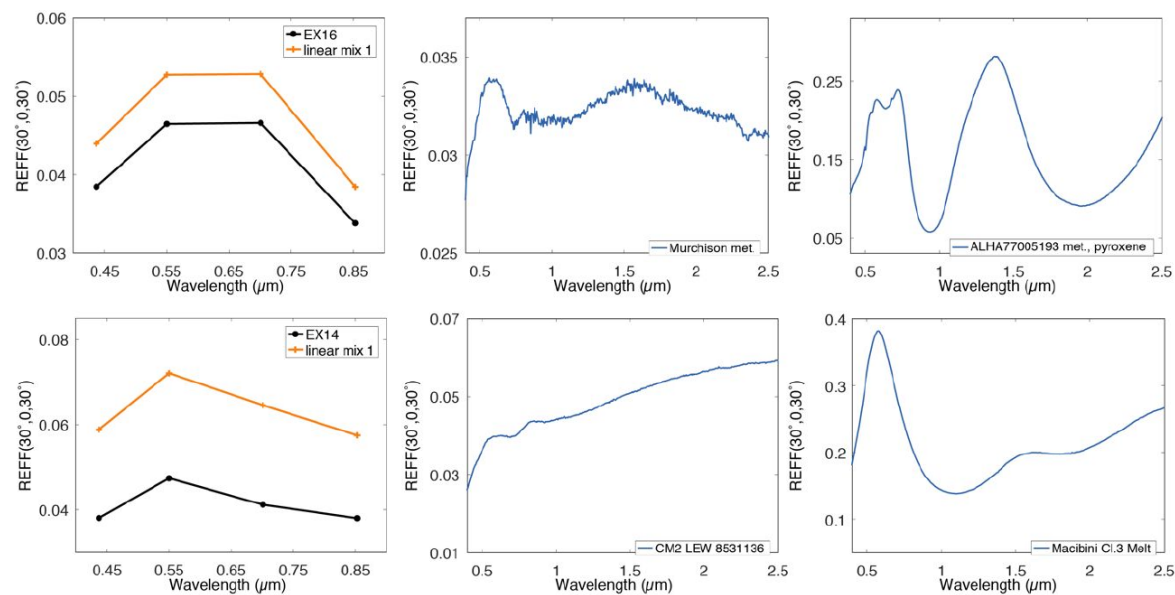 0.06
0.05
0.04
0.03
REFF(30°,0,30°)
EX16
linear mix 1
0.45 0.55 0.65 0.75 0.85
Wavelength (µm)
0.035
0.03
0.025
REFF(30°,0,30°)
Murchison met.
0.5 1 1.5 2 2.5
Wavelength (µm)
0.25
0.15
0.05
REFF(30°,0,30°)
ALHA77005193 met., pyroxene
0.5 1 1.5 2 2.5
Wavelength (µm)
0.08
0.06
0.04
REFF(30°,0,30°)
EX14
linear mix 1
0.45 0.55 0.65 0.75 0.85
Wavelength (µm)
0.07
0.05
0.03
0.01
REFF(30°,0,30°)
CM2 LEW 8531136
0.5 1 1.5 2 2.5
Wavelength (µm)
0.4
0.3
0.2
0.1
REFF(30°,0,30°)
Macibini Cl.3 Melt
0.5 1 1.5 2 2.5
Wavelength (µm)